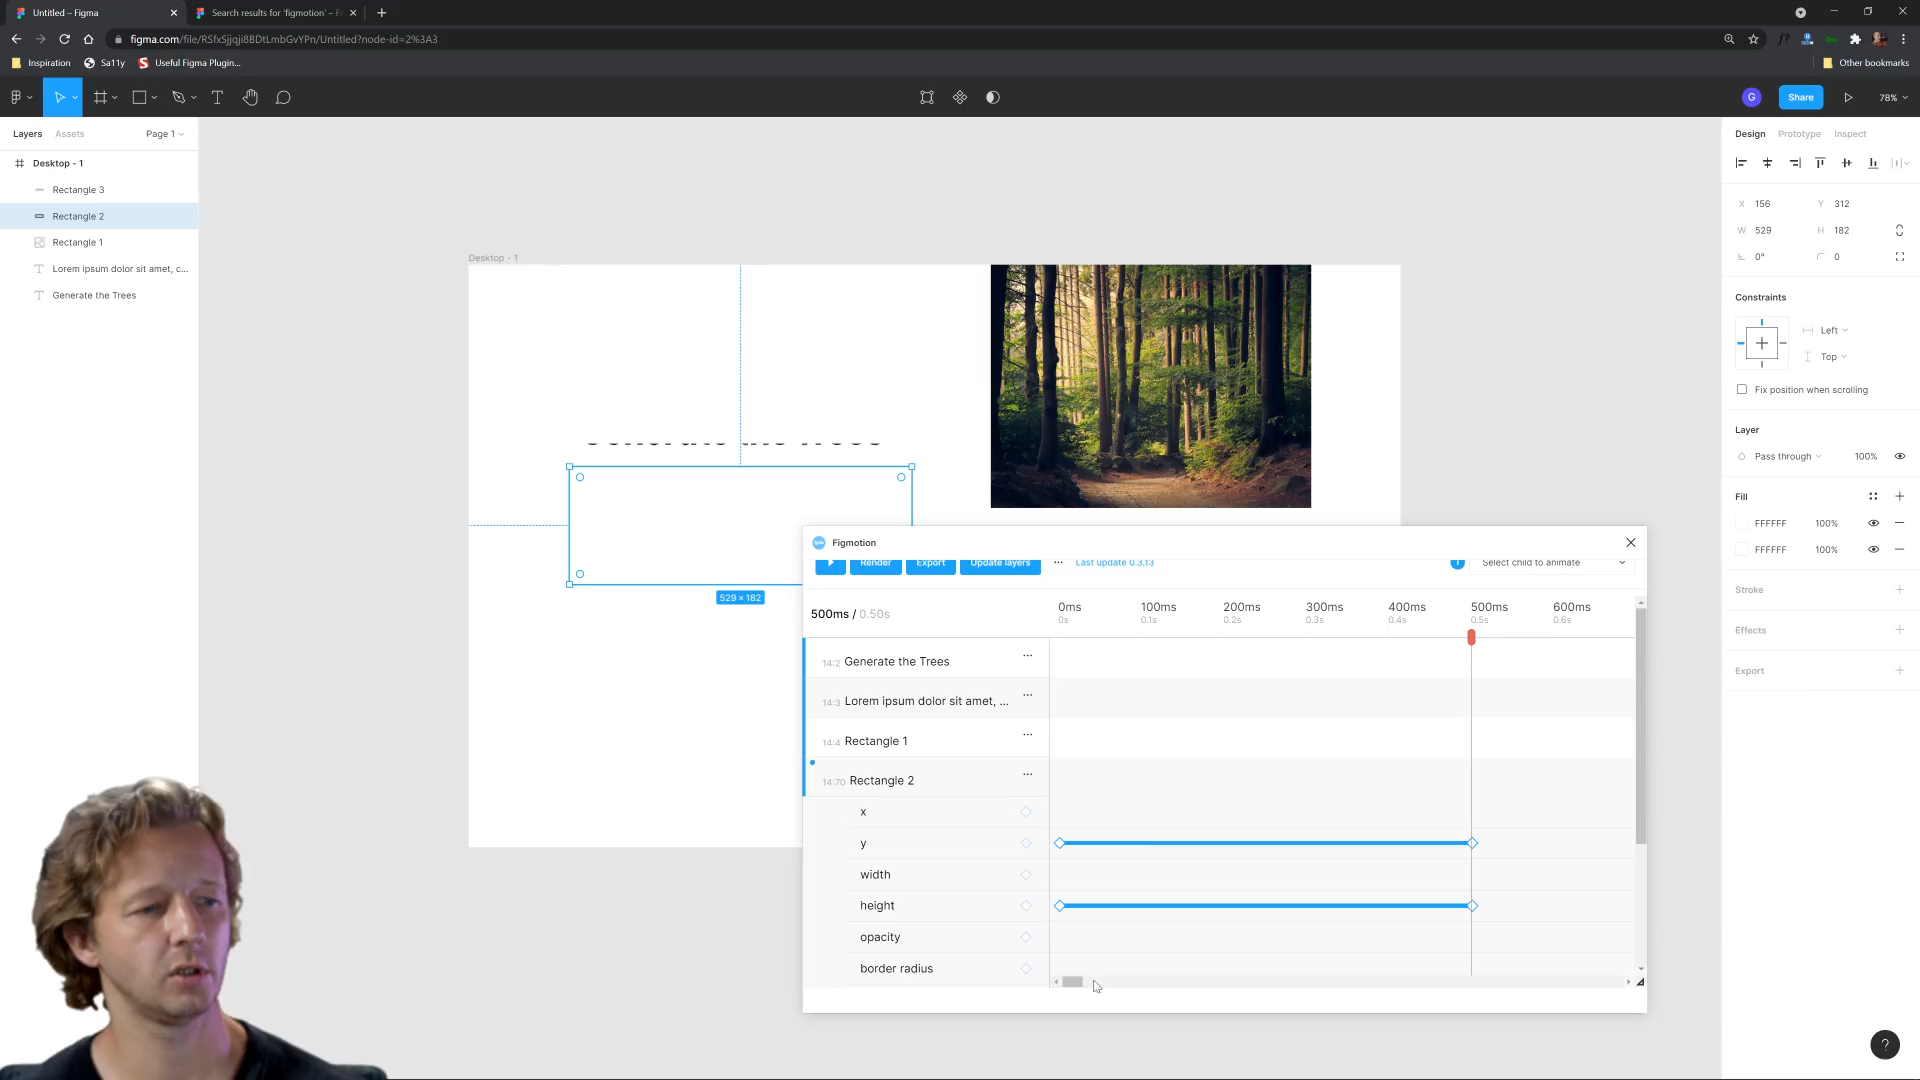 Untitled – Figma
Search results for 'figmotion' – F
figma.com/file/RSfxSjjqji8BDtLmbGvYPn/Untitled?node-id=2%3A3
Inspiration
Sa11y
Useful Figma Plugin...
Other bookmarks
G
Share
78%
Layers
Assets
Page 1
Desktop - 1
Rectangle 3
Rectangle 2
Rectangle 1
Lorem ipsum dolor sit amet, c...
Generate the Trees
Desktop - 1
Generate the Trees
529 × 182
Design
Prototype
Inspect
X 156
Y 312
W 529
H 182
0°
0
Constraints
Left
Top
Fix position when scrolling
Layer
Pass through
100%
Fill
FFFFFF 100%
FFFFFF 100%
Stroke
Effects
Export
Figmotion
Render
Export
Update layers
...
Last update 0.3.13
Select child to animate
500ms / 0.50s
0ms 100ms 200ms 300ms 400ms 500ms 600ms
0s 0.1s 0.2s 0.3s 0.4s 0.5s 0.6s
14:2 Generate the Trees ...
14:3 Lorem ipsum dolor sit amet, ... ...
14:4 Rectangle 1 ...
14:70 Rectangle 2 ...
x
y
width
height
opacity
border radius
?